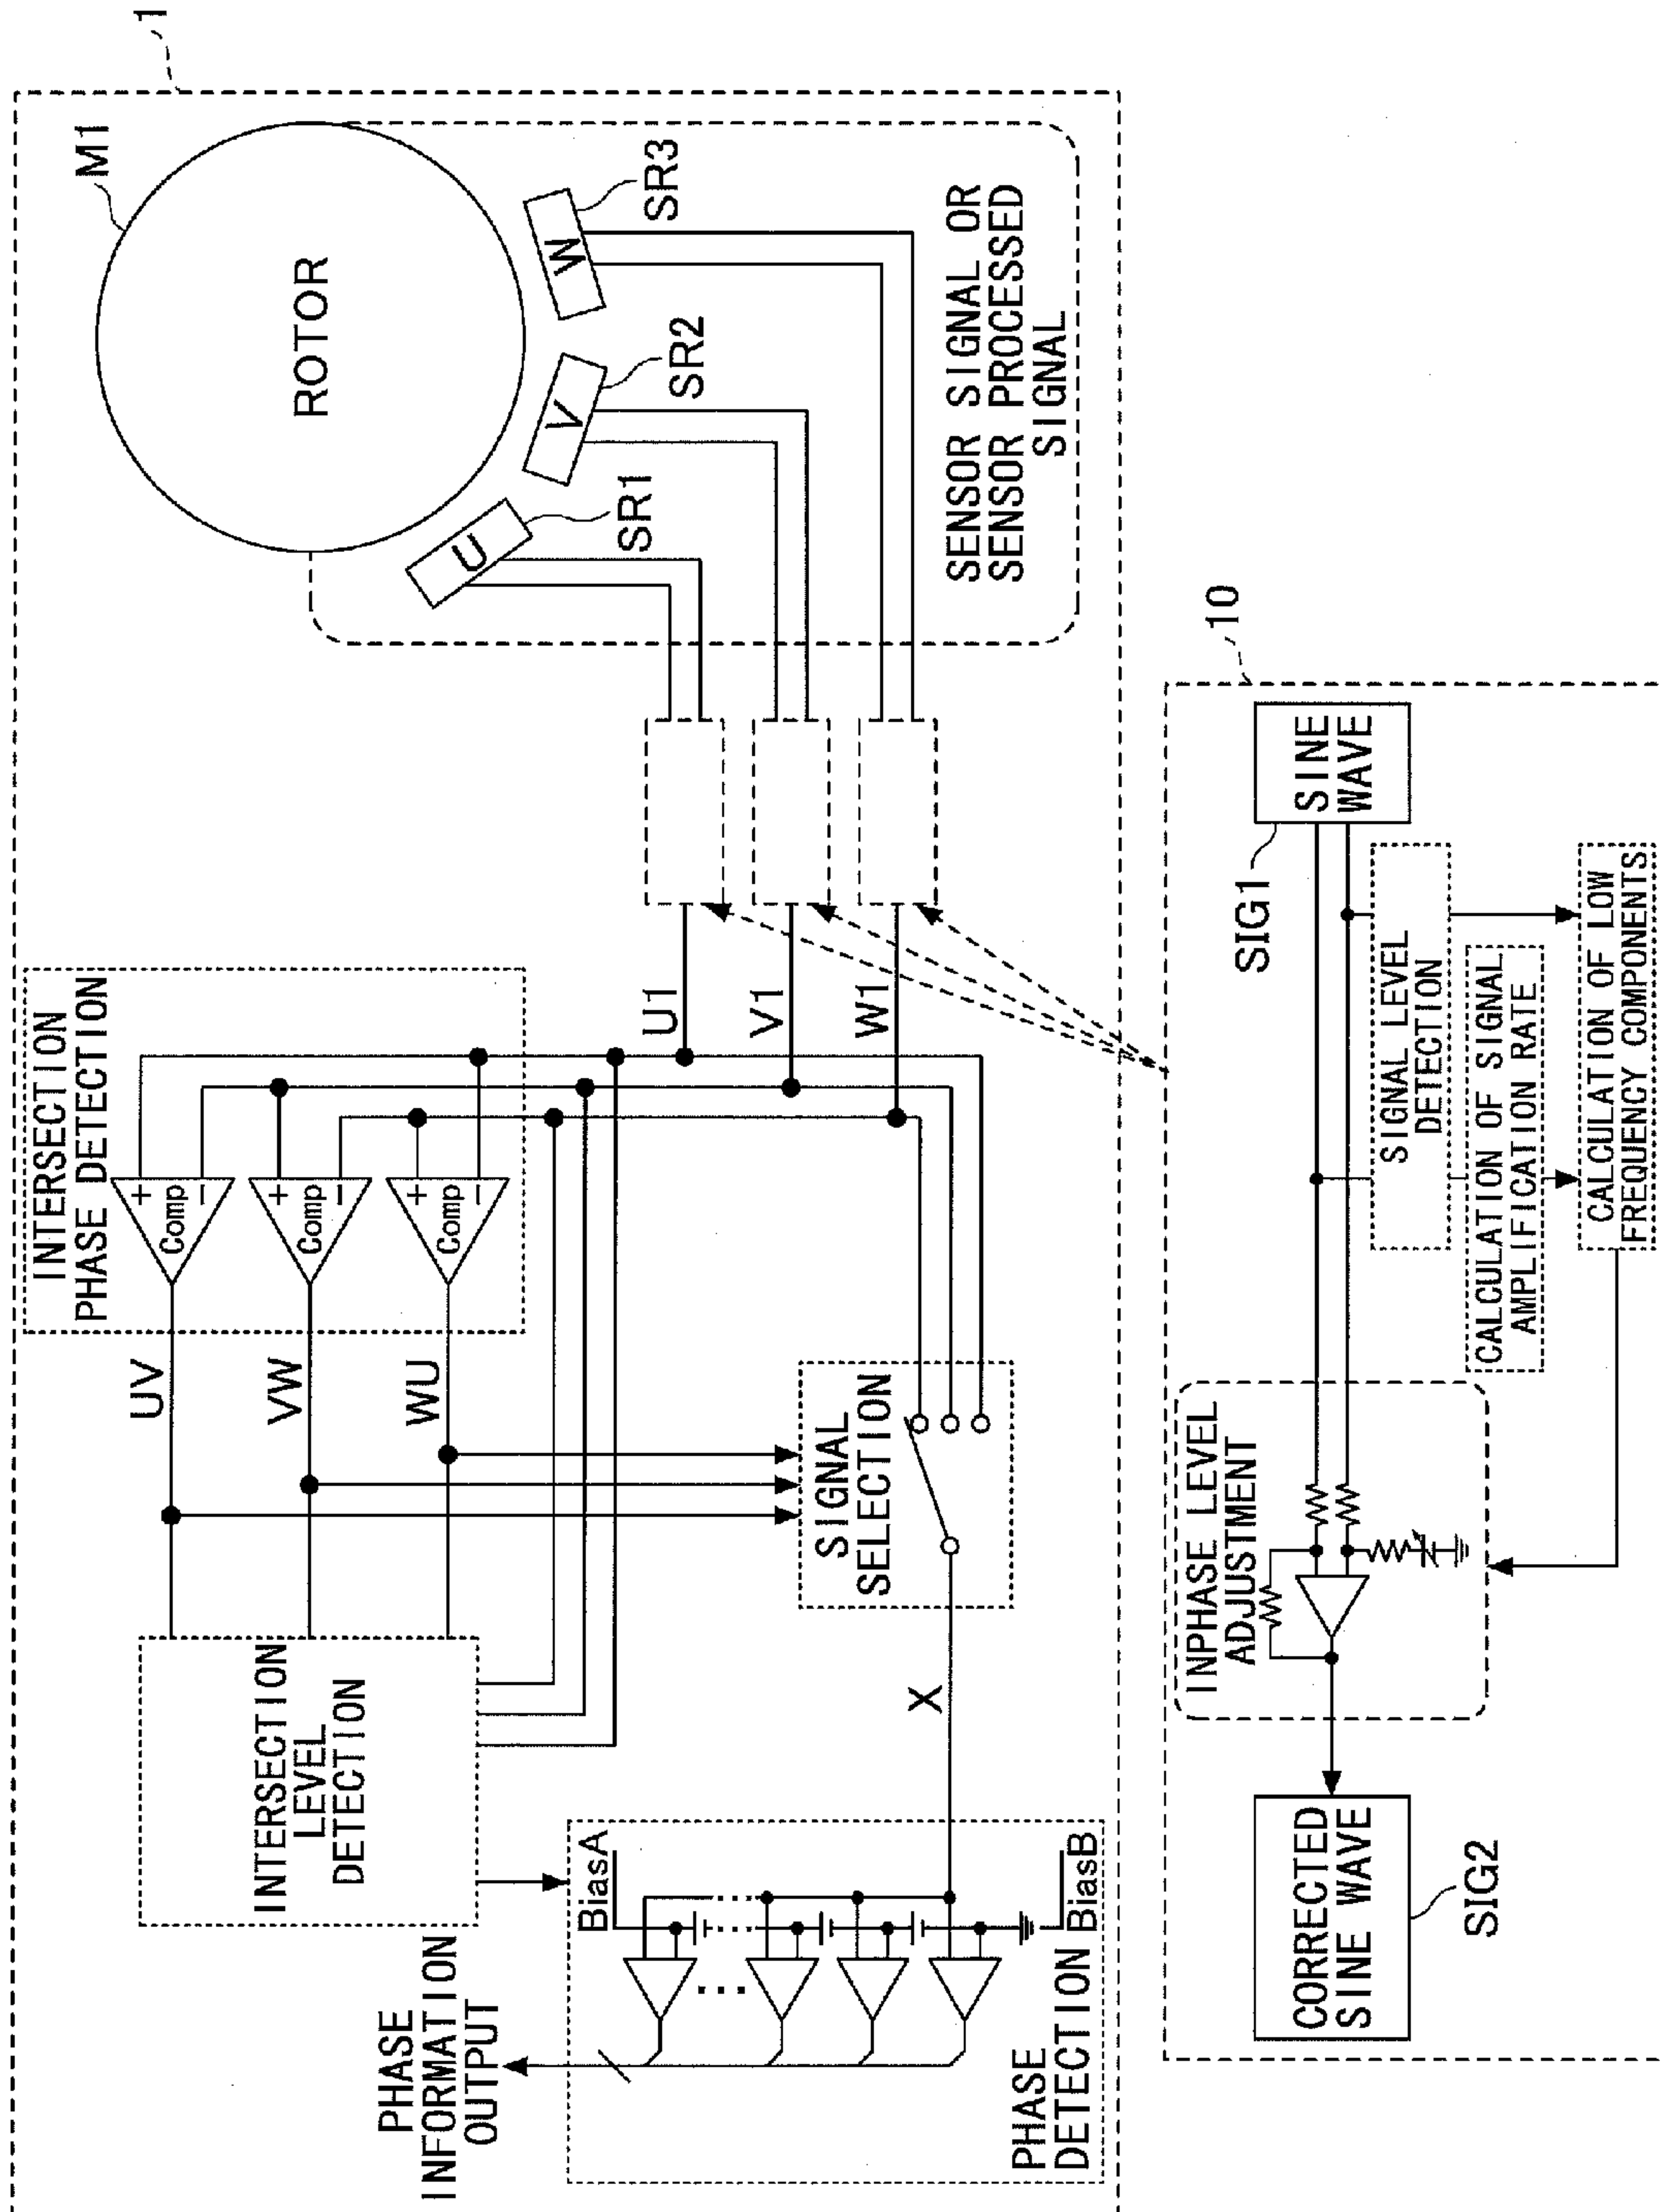 1
M1
ROTOR
U
V
W
SR1
SR2
SR3
SENSOR SIGNAL OR
SENSOR PROCESSED
SIGNAL
U1
V1
W1
INTERSECTION
PHASE DETECTION
+
-
Comp
+
-
Comp
+
-
Comp
UV
VW
WU
SIGNAL
SELECTION
INTERSECTION
LEVEL
DETECTION
X
BiasA
BiasB
PHASE
DETECTION
PHASE
INFORMATION
OUTPUT
10
SINE
WAVE
SIG1
SIGNAL LEVEL
DETECTION
CALCULATION OF SIGNAL
AMPLIFICATION RATE
CALCULATION OF LOW
FREQUENCY COMPONENTS
INPHASE LEVEL
ADJUSTMENT
CORRECTED
SINE WAVE
SIG2